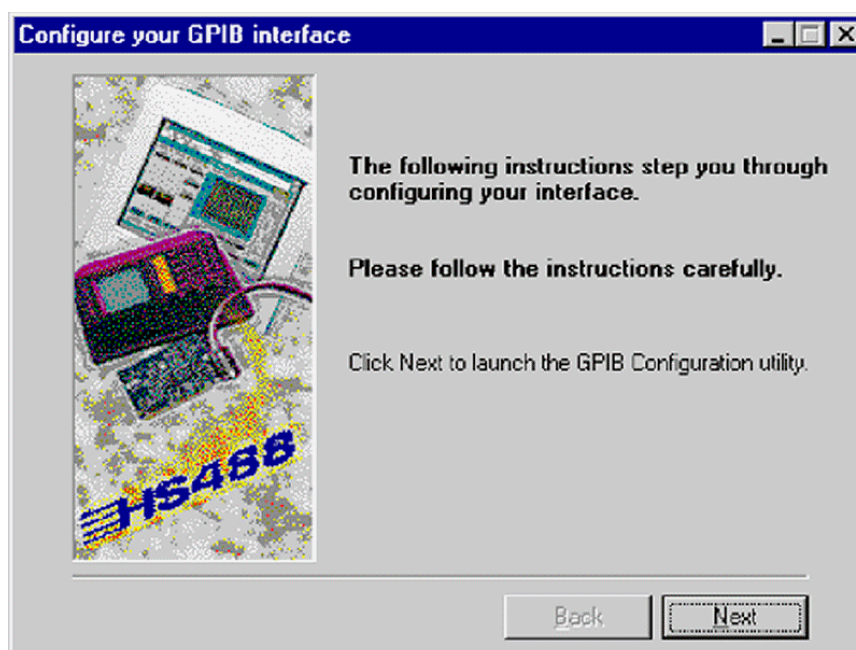 Configure your GPIB interface
The following instructions step you through
configuring your interface.
Please follow the instructions carefully.
Click Next to launch the GPIB Configuration utility.
HS488
Back
Next